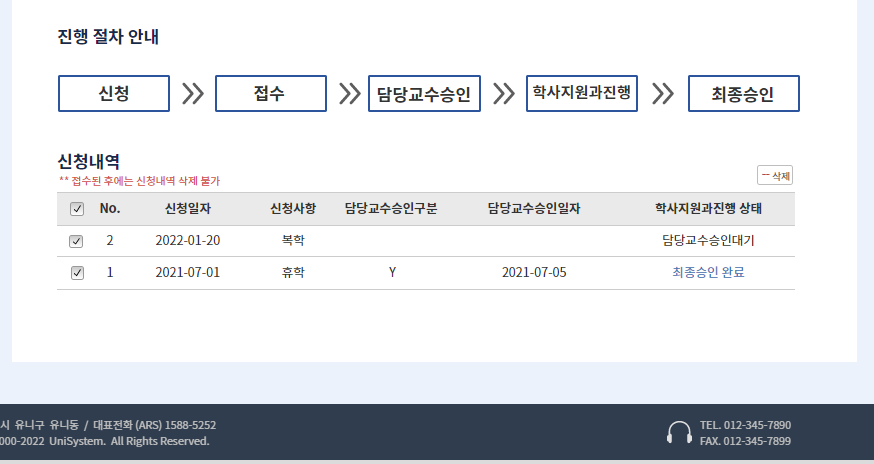 진행 절차 안내
신청 접수 담당교수승인 학사지원과진행 최종승인
신청내역
** 접수된 후에는 신청내역 삭제 불가
삭제
No. 신청일자 신청사항 담당교수승인구분 담당교수승인일자 학사지원과진행 상태
2 2022-01-20 복학 담당교수승인대기
1 2021-07-01 휴학 Y 2021-07-05 최종승인 완료
시 유니구 유니동 / 대표전화 (ARS) 1588-5252
000-2022 UniSystem. All Rights Reserved.
TEL. 012-345-7890
FAX. 012-345-7899